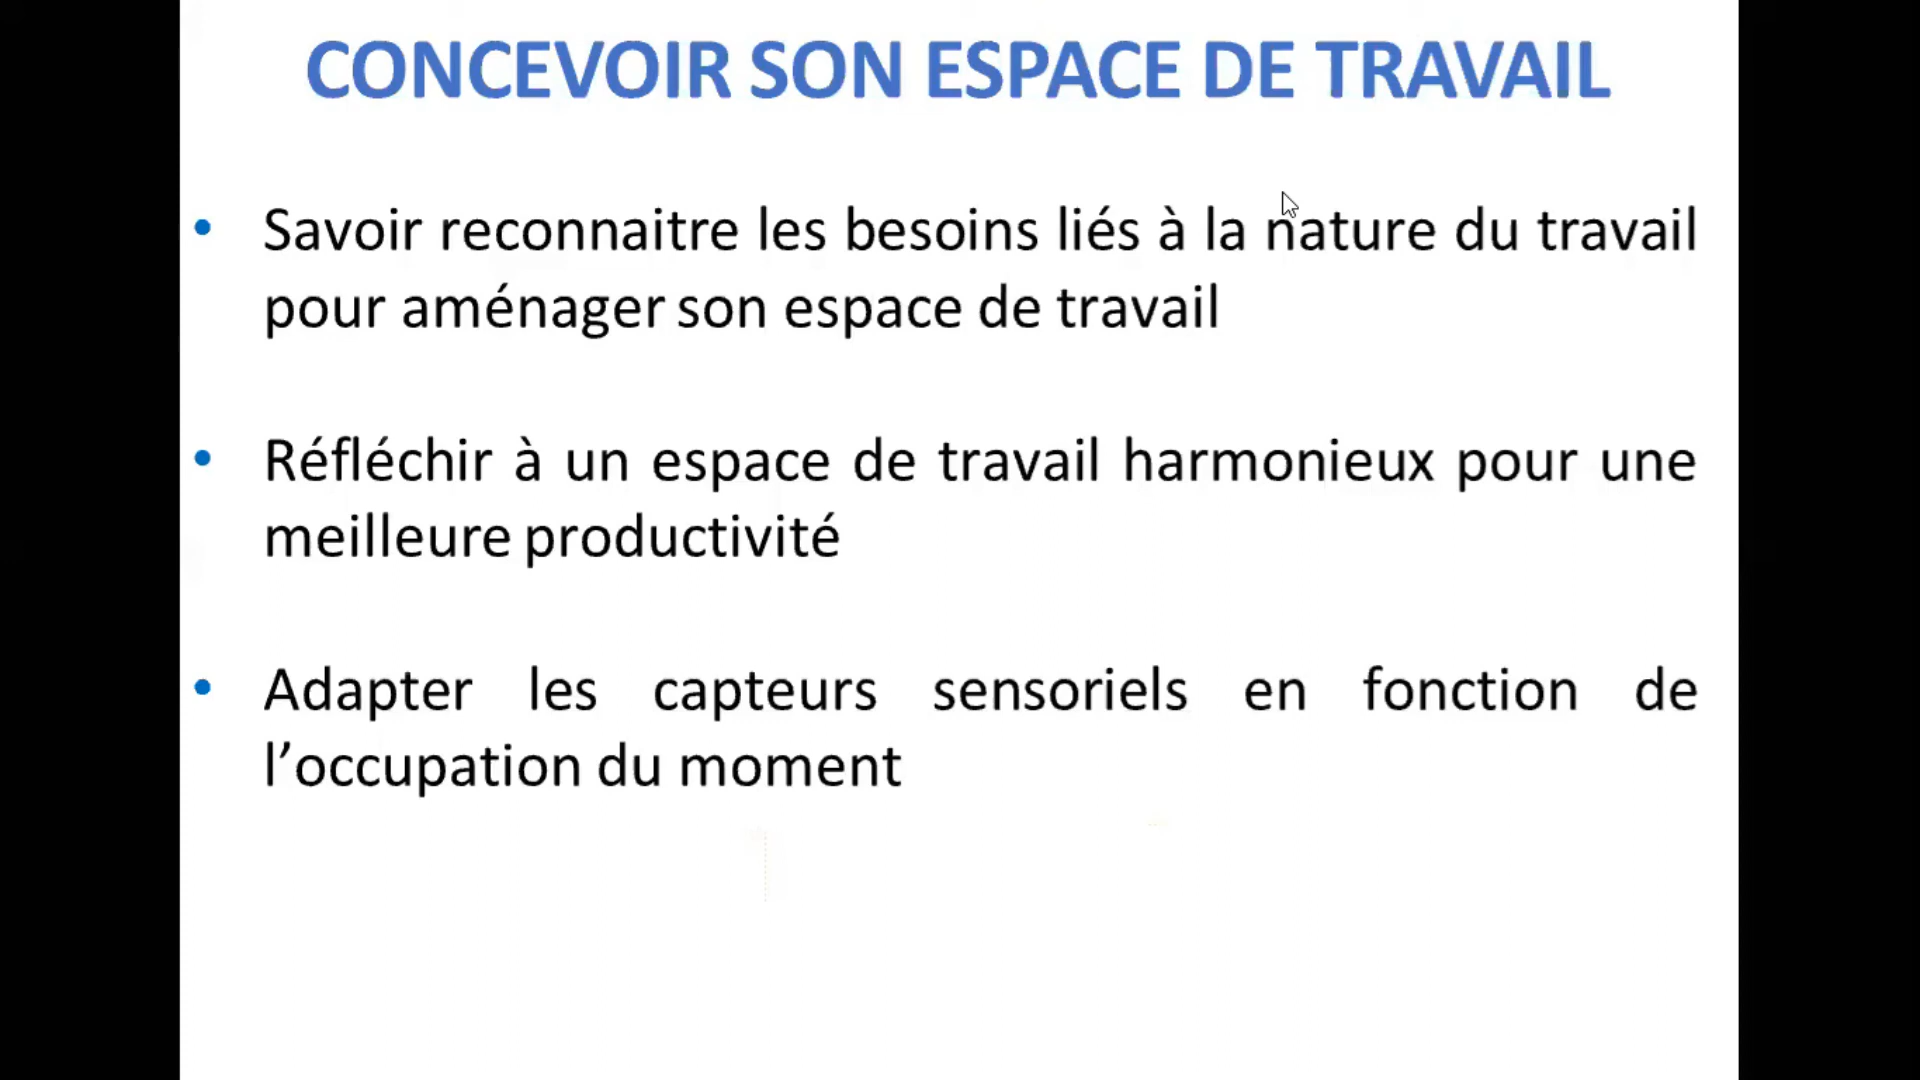 CONCEVOIR SON ESPACE DE TRAVAIL
• Savoir reconnaitre les besoins liés à la nature du travail
pour aménager son espace de travail
• Réfléchir à un espace de travail harmonieux pour une
meilleure productivité
• Adapter les capteurs sensoriels en fonction de
l’occupation du moment